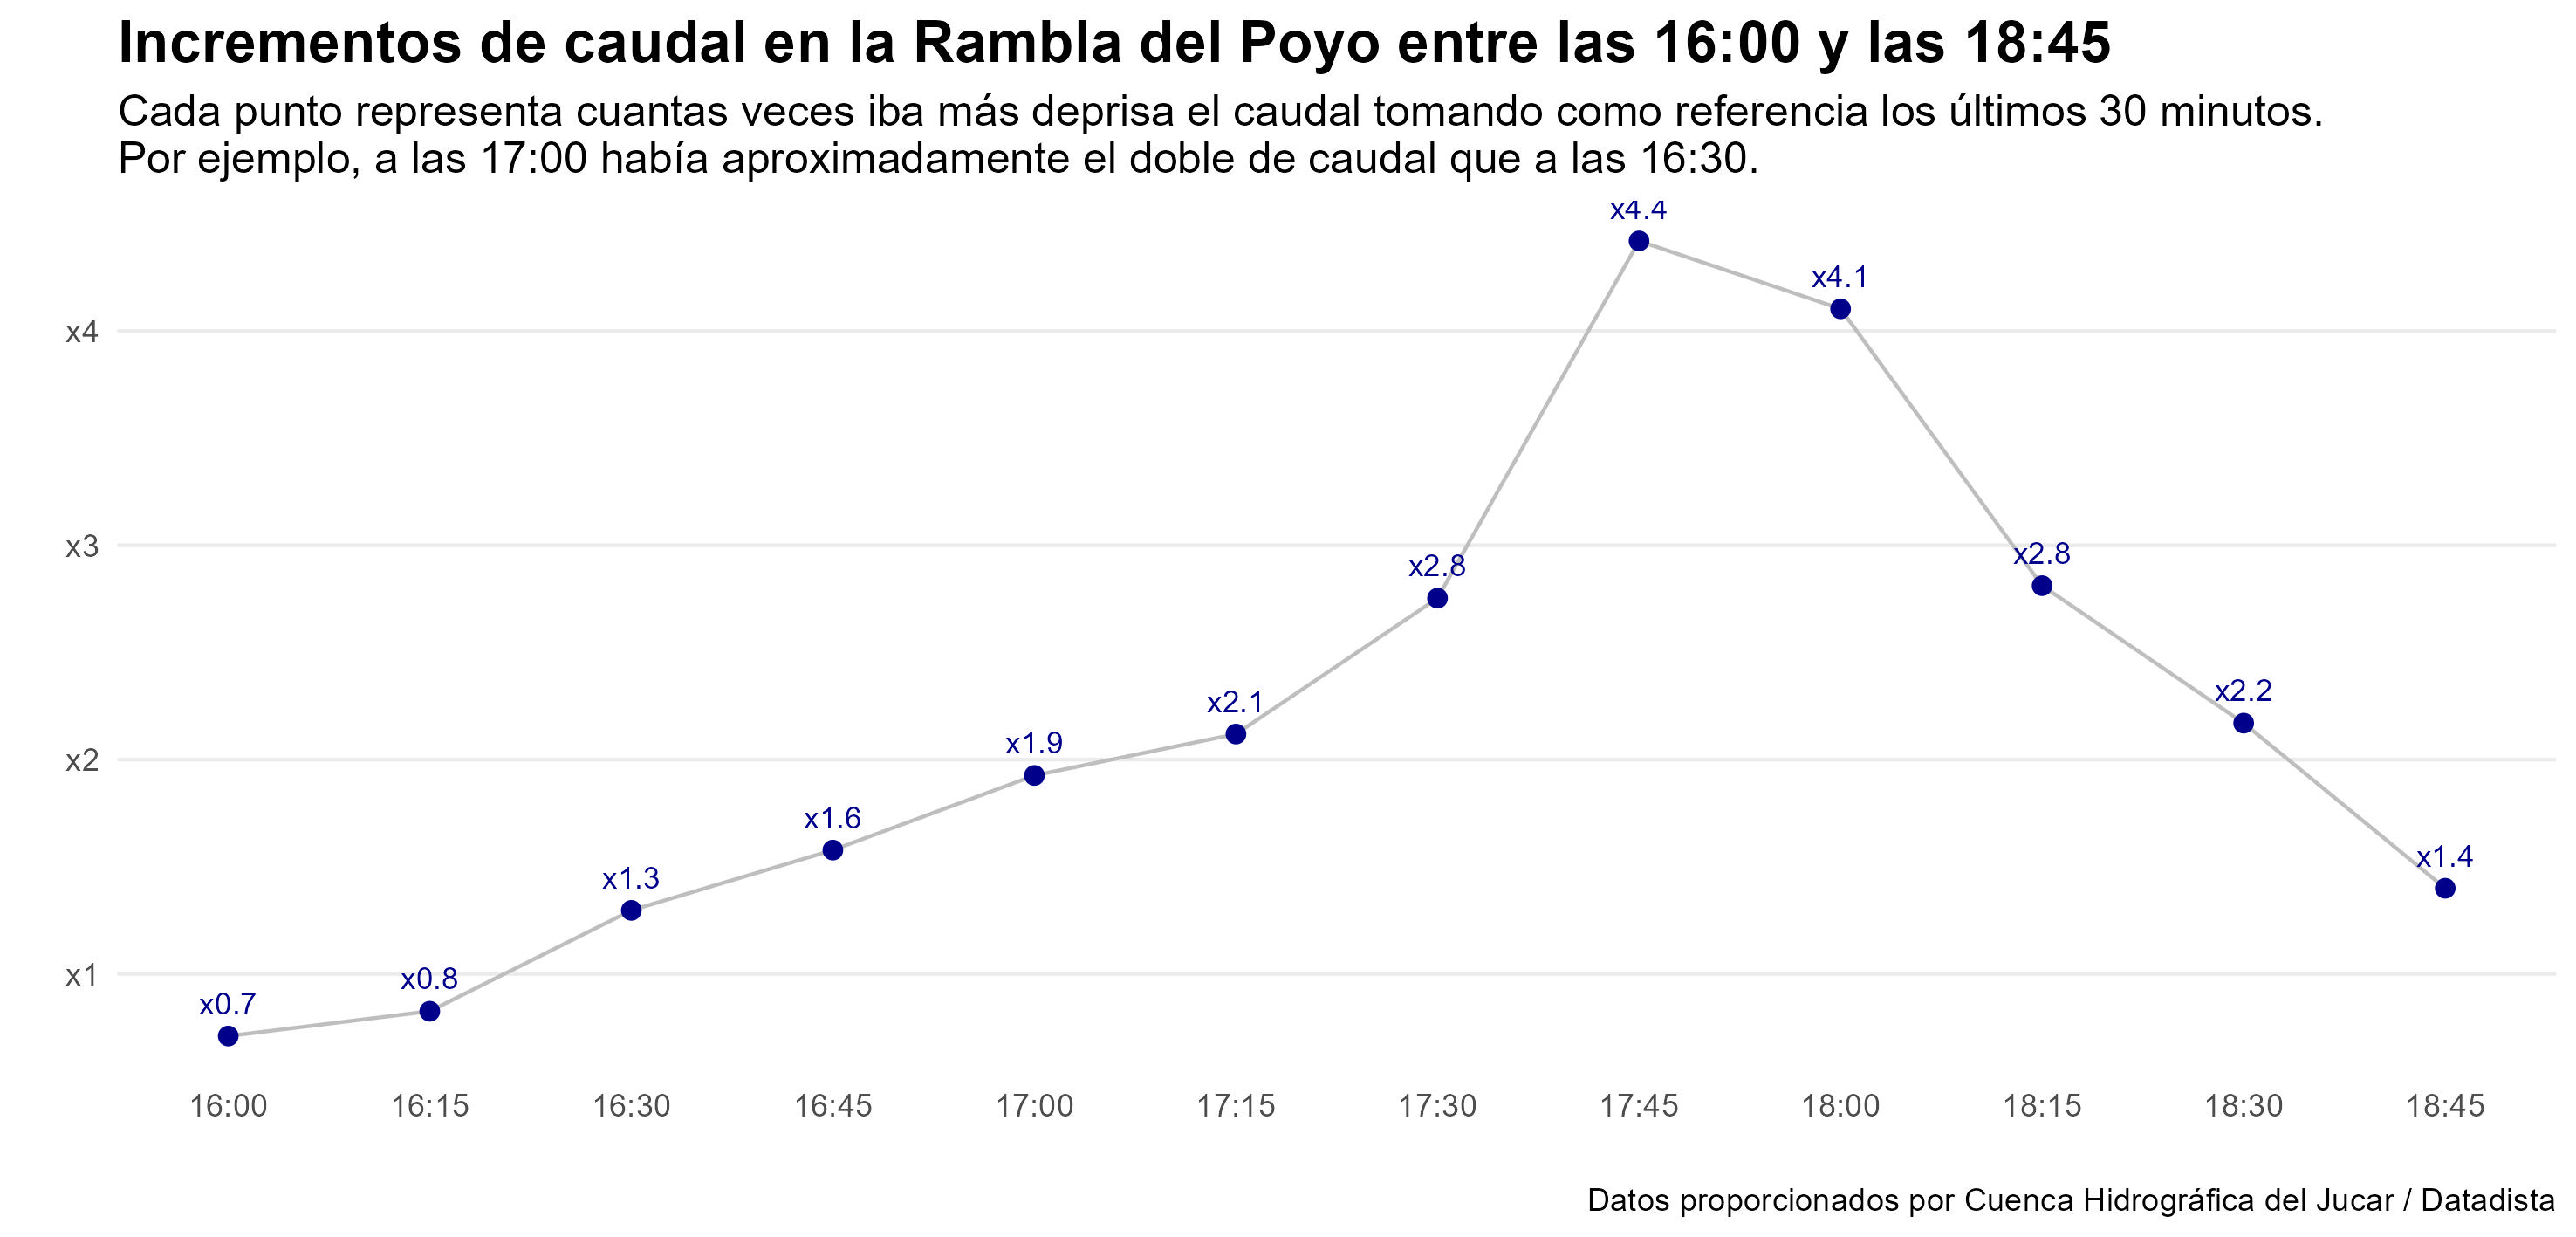 Incrementos de caudal en la Rambla del Poyo entre las 16:00 y las 18:45
Cada punto representa cuantas veces iba más deprisa el caudal tomando como referencia los últimos 30 minutos.
Por ejemplo, a las 17:00 había aproximadamente el doble de caudal que a las 16:30.
x4
x3
x2
x1
x0.7
x0.8
x1.3
x1.6
x1.9
x2.1
x2.8
x4.4
x4.1
x2.8
x2.2
x1.4
16:00
16:15
16:30
16:45
17:00
17:15
17:30
17:45
18:00
18:15
18:30
18:45
Datos proporcionados por Cuenca Hidrográfica del Jucar / Datadista